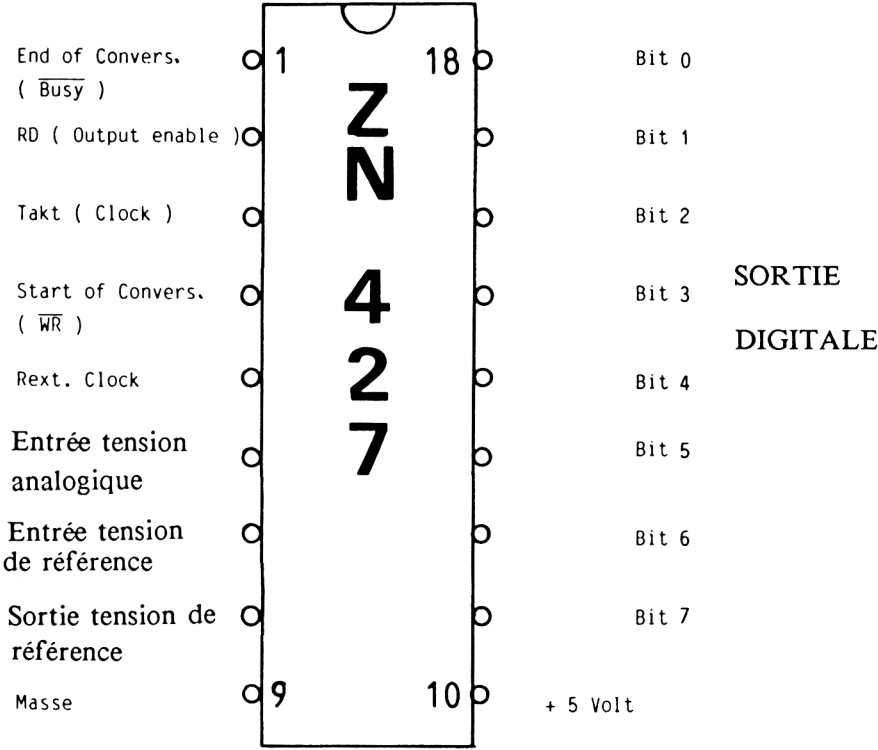 End of Convers.
( Busy )
RD ( Output enable )
Takt ( Clock )
Start of Convers.
( WR )
Rext. Clock
Entrée tension
analogique
Entrée tension
de référence
Sortie tension de
référence
Masse
1
18
Z
N
4
2
7
9
10
Bit 0
Bit 1
Bit 2
Bit 3
Bit 4
Bit 5
Bit 6
Bit 7
+ 5 Volt
SORTIE
DIGITALE